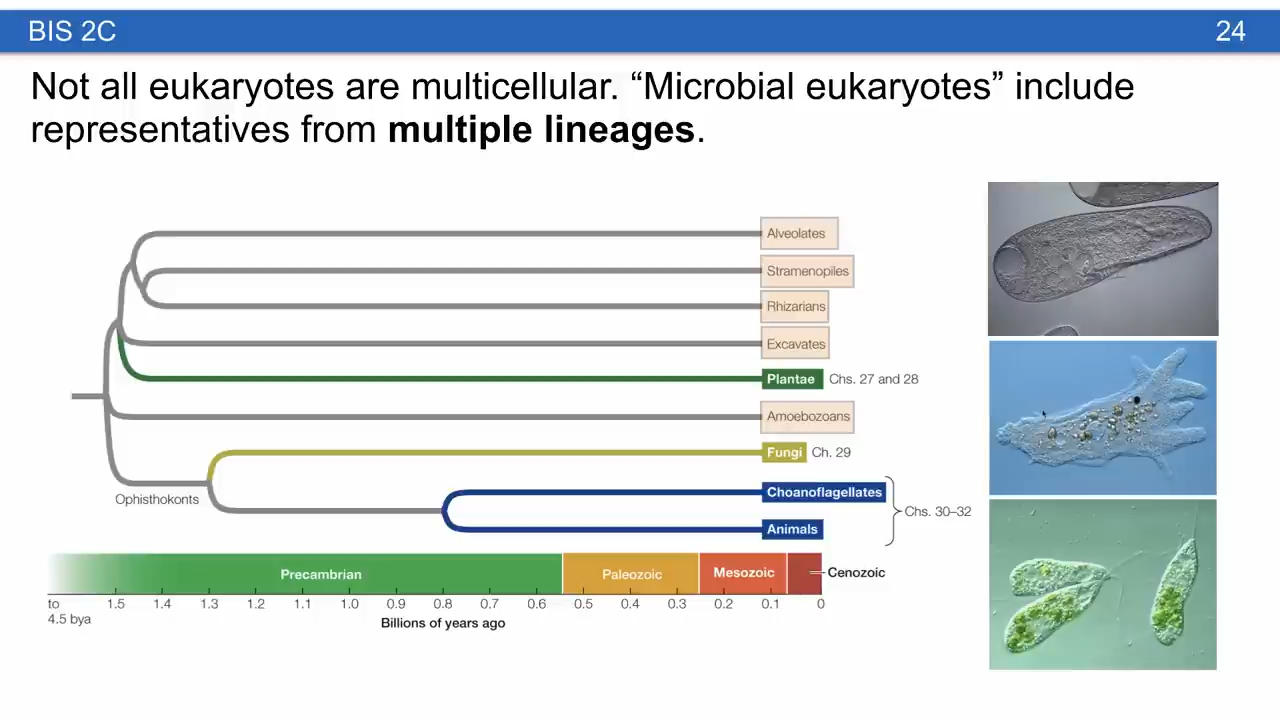 BIS 2C
24
Not all eukaryotes are multicellular. “Microbial eukaryotes” include
representatives from multiple lineages.
Alveolates
Stramenopiles
Rhizarians
Excavates
Plantae Chs. 27 and 28
Amoebozoans
Fungi Ch. 29
Choanoflagellates
Ophisthokonts
Chs. 30–32
Animals
Precambrian Paleozoic Mesozoic Cenozoic
to 1.5 1.4 1.3 1.2 1.1 1.0 0.9 0.8 0.7 0.6 0.5 0.4 0.3 0.2 0.1 0
4.5 bya
Billions of years ago